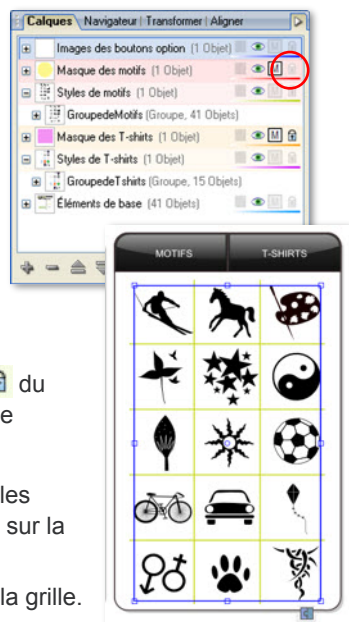 Calques Navigateur Transformer Aligner
Images des boutons option (1 Objet)
Masque des motifs (1 Objet)
Styles de motifs (1 Objet)
GroupedeMotifs (Groupe, 41 Objets)
Masque des T-shirts (1 Objet)
Styles de T-shirts (1 Objet)
GroupedeTshirts (Groupe, 15 Objets)
Éléments de base (41 Objets)
MOTIFS T-SHIRTS
du
e
les
sur la
la grille.